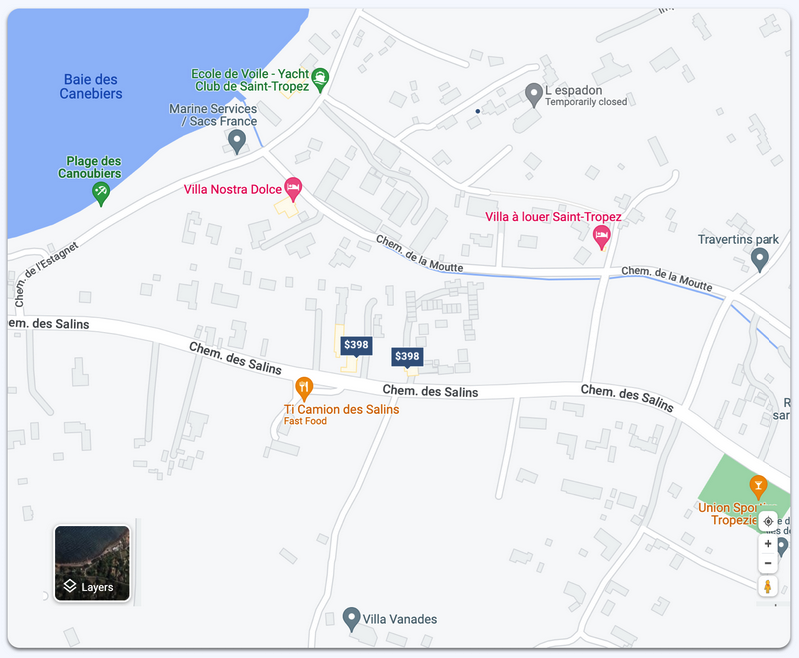 Baie des
Canebiers
Ecole de Voile - Yacht
Club de Saint-Tropez
L espadon
Temporarily closed
Marine Services
/ Sacs France
Plage des
Canoubiers
Villa Nostra Dolce
Villa à louer Saint-Tropez
Chem. de la Moutte
Travertins park
Chem. de l'Estagnet
Chem. de la Moutte
em. des Salins
Chem. des Salins
$398
$398
Chem. des Salins
Chem. des Salins
Ti Camion des Salins
Fast Food
R
sar
Union Spor
Tropezie
Layers
Villa Vanades